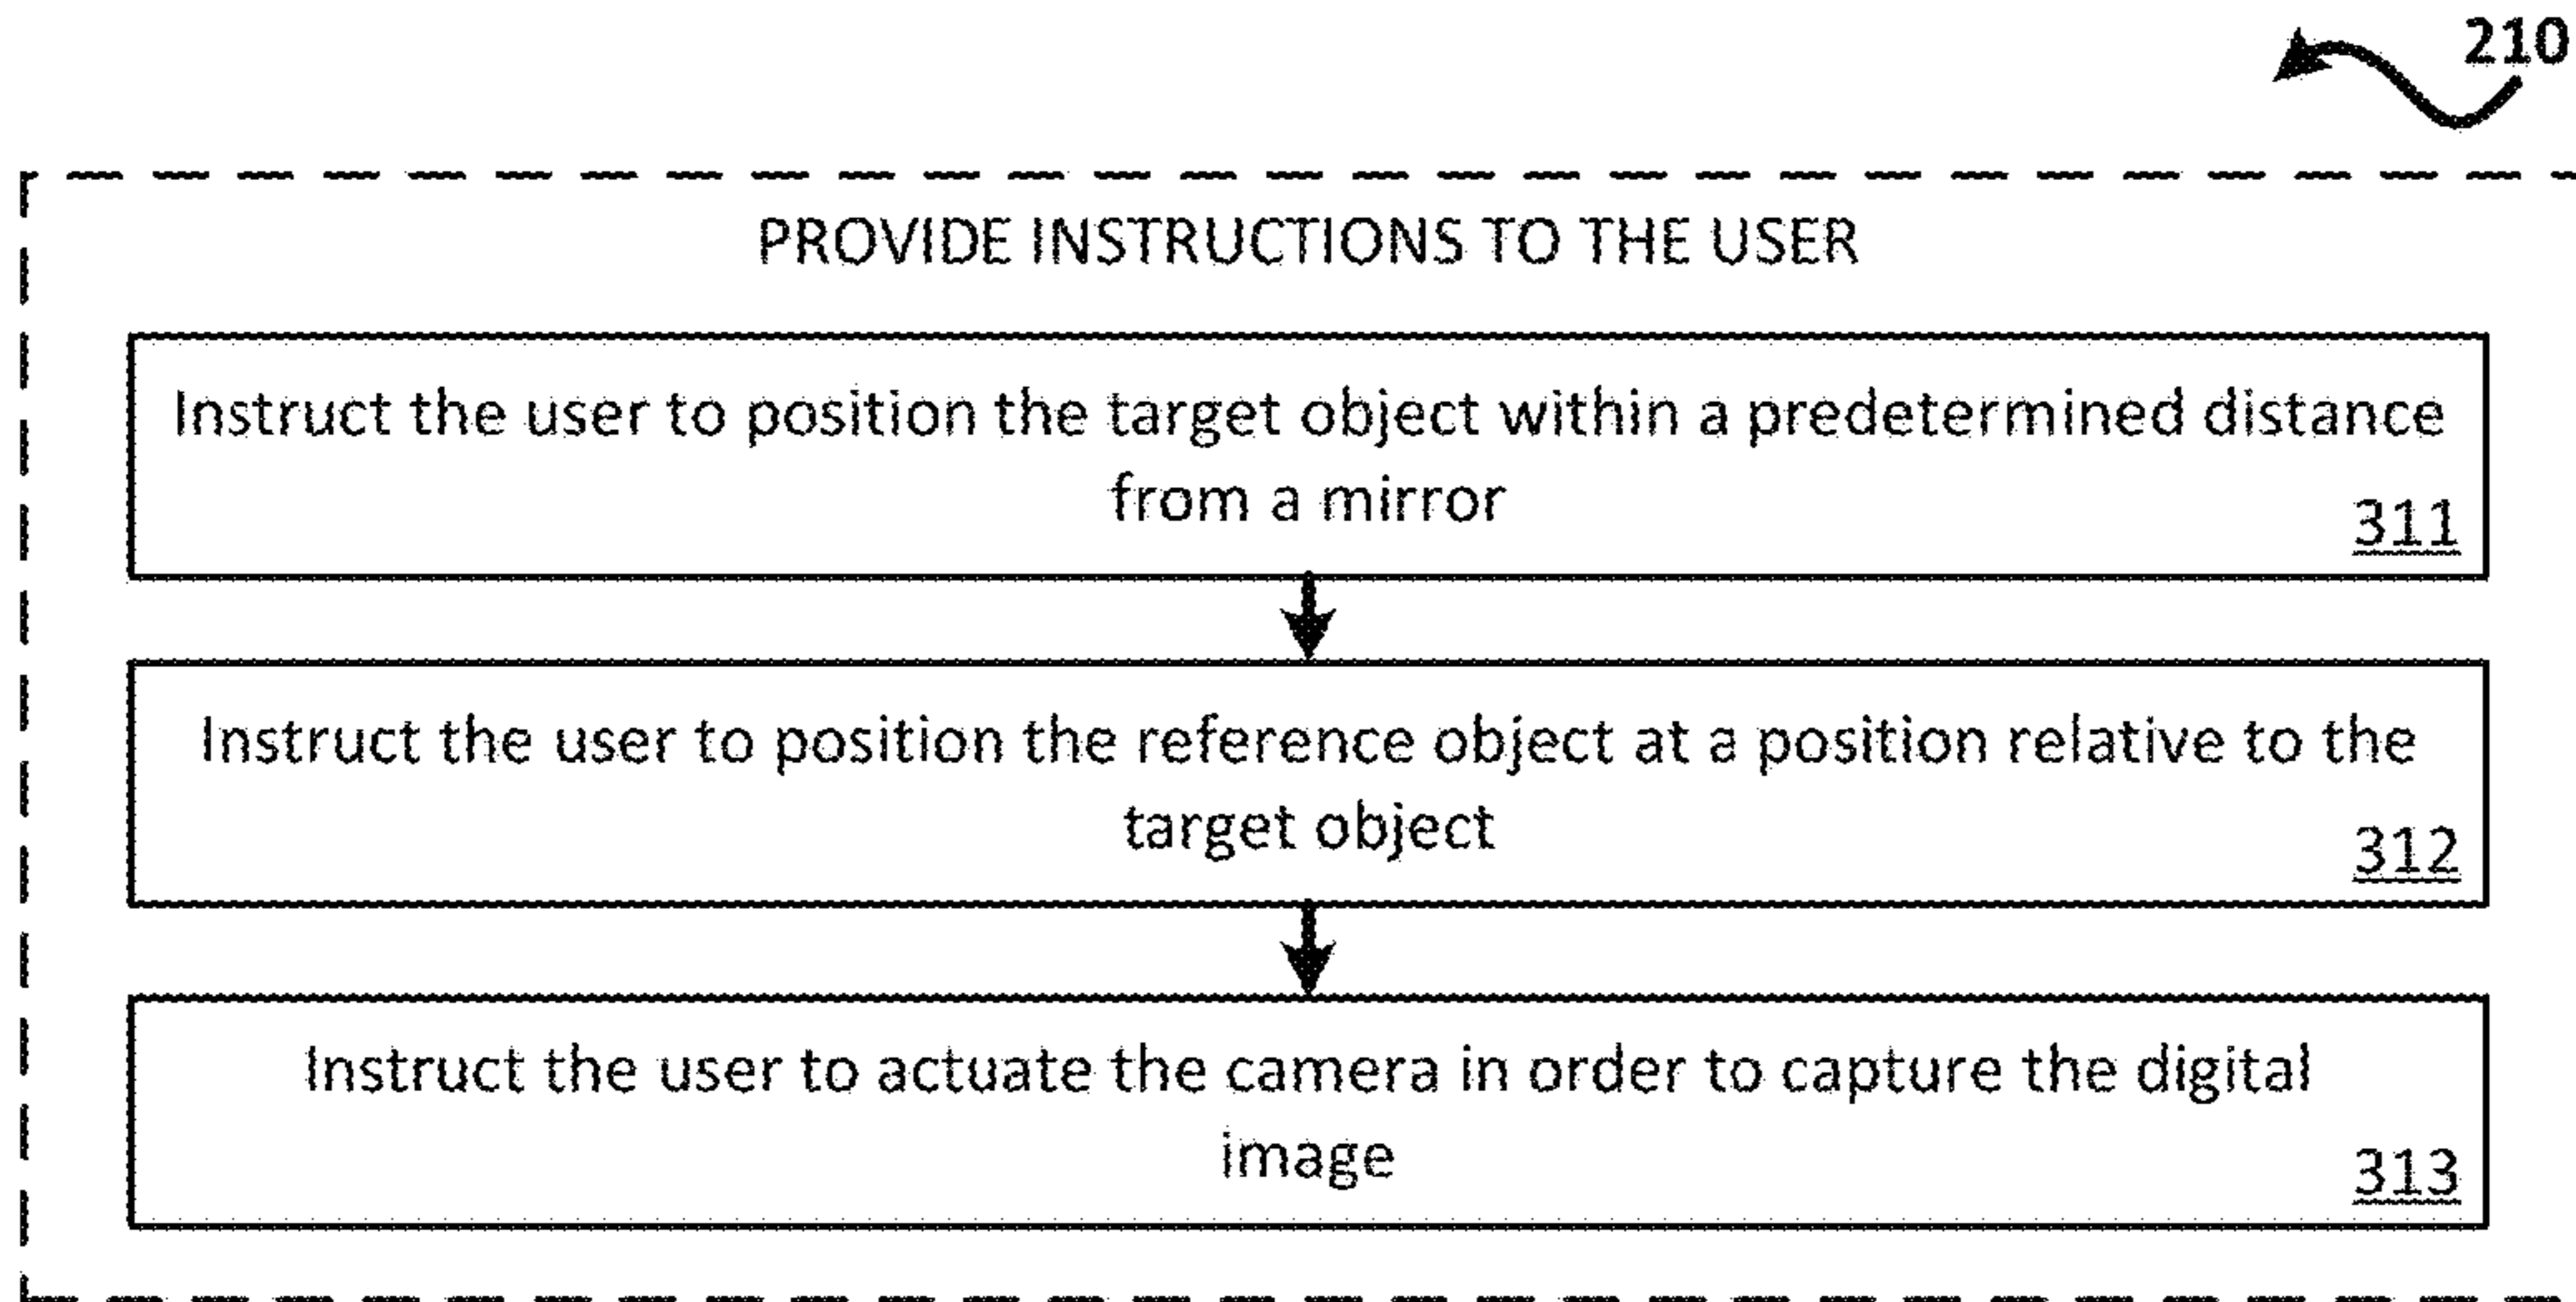 210
PROVIDE INSTRUCTIONS TO THE USER
Instruct the user to position the target object within a predetermined distance
from a mirror
311
Instruct the user to position the reference object at a position relative to the
target object
312
Instruct the user to actuate the camera in order to capture the digital
image
313